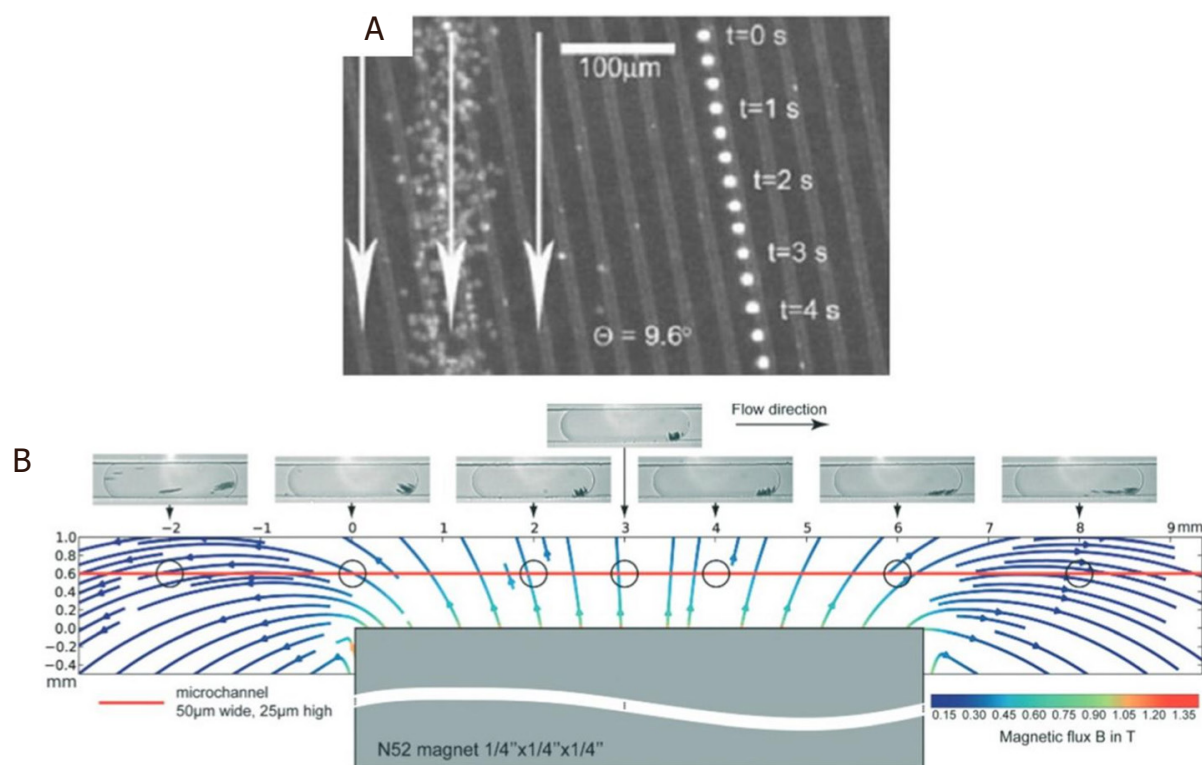 A
t=0 s
100µm
t=1 s
t=2 s
t=3 s
t=4 s
Θ = 9.6°
B
Flow direction
−2 −1 0 1 2 3 4 5 6 7 8 9 mm
1.0
0.8
0.6
0.4
0.2
0.0
−0.2
−0.4
mm
microchannel
50µm wide, 25µm high
N52 magnet 1/4"x1/4"x1/4"
0.15 0.30 0.45 0.60 0.75 0.90 1.05 1.20 1.35
Magnetic flux B in T